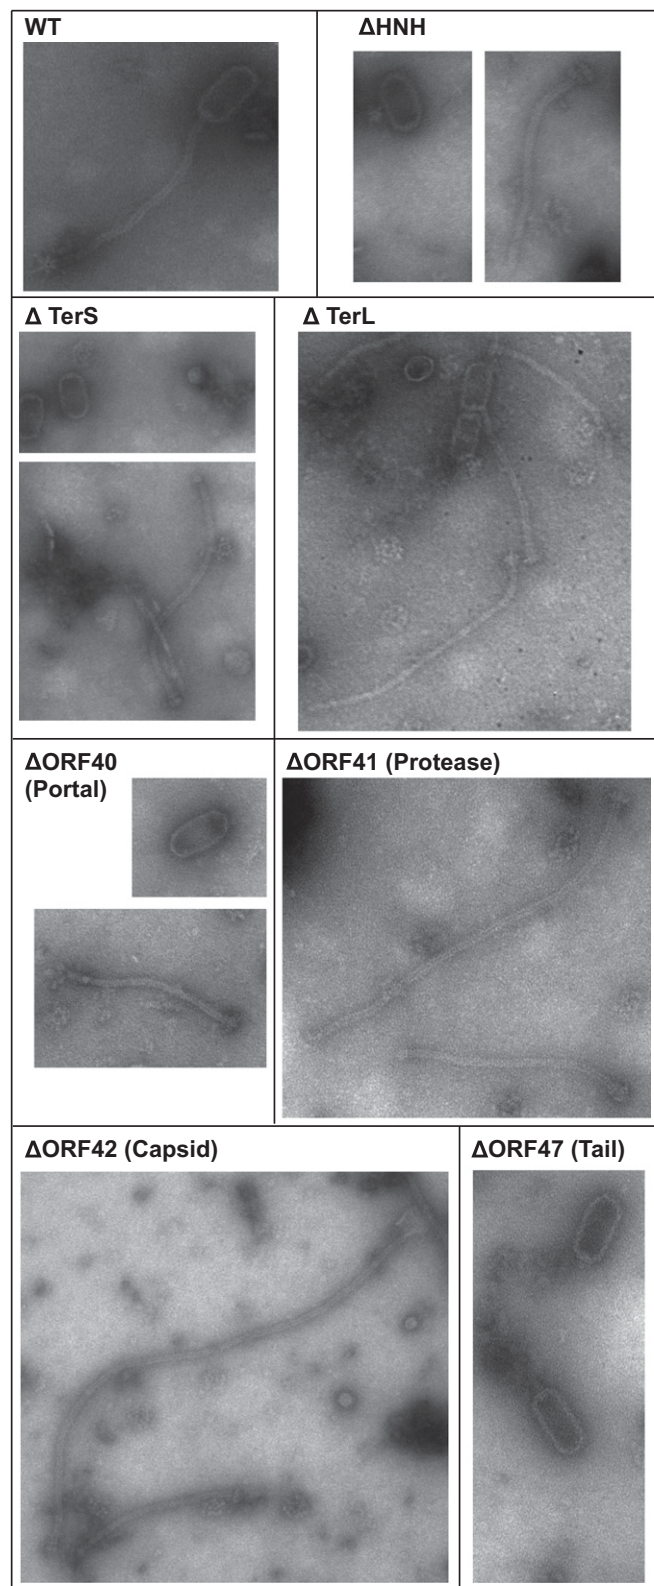 WT
ΔHNH
Δ TerS
Δ TerL
ΔORF40
(Portal)
ΔORF41 (Protease)
ΔORF42 (Capsid)
ΔORF47 (Tail)